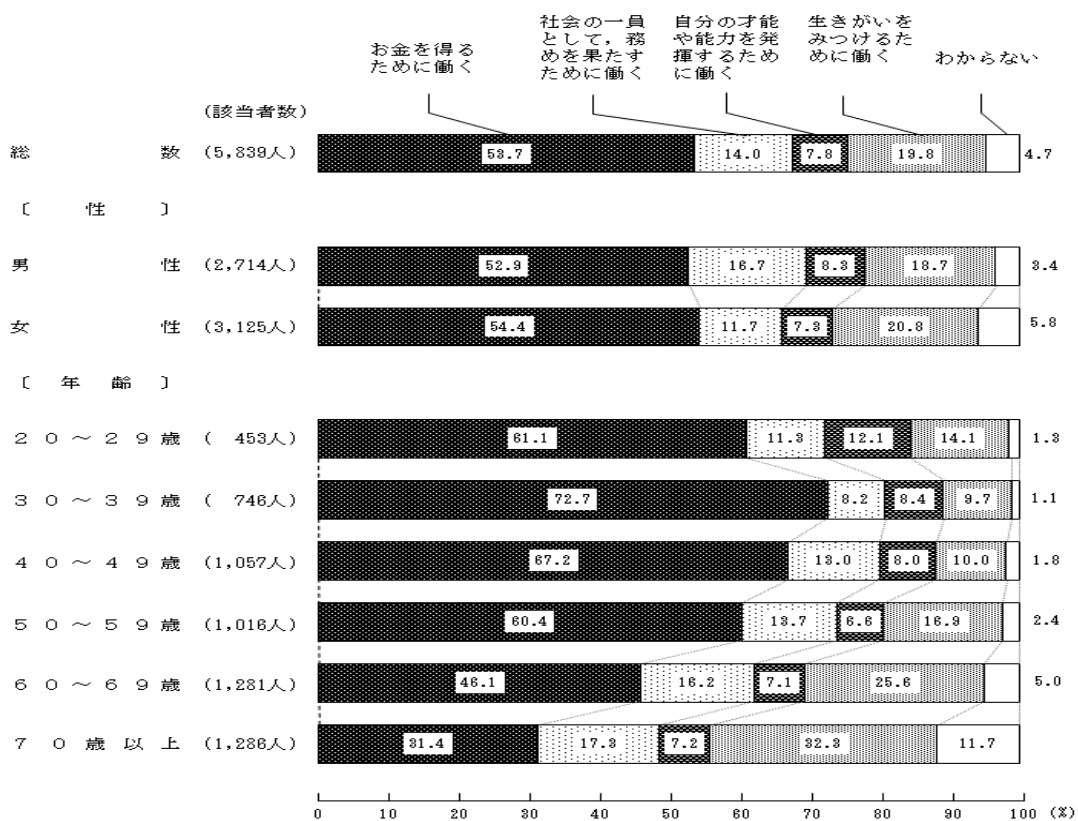 お金を得る
ために働く
社会の一員
として，務
めを果たす
ために働く
自分の才能
や能力を発
揮するため
に働く
生きがいを
みつけるた
めに働く
わからない
(該当者数)
総　数 (5,839人) 53.7 14.0 7.8 19.8 4.7
〔　性　〕
男　性 (2,714人) 52.9 16.7 8.3 18.7 3.4
女　性 (3,125人) 54.4 11.7 7.3 20.8 5.8
〔　年　齢　〕
２０～２９歳 ( 453人) 61.1 11.3 12.1 14.1 1.3
３０～３９歳 ( 746人) 72.7 8.2 8.4 9.7 1.1
４０～４９歳 (1,057人) 67.2 13.0 8.0 10.0 1.8
５０～５９歳 (1,016人) 60.4 13.7 6.6 16.9 2.4
６０～６９歳 (1,281人) 46.1 16.2 7.1 25.6 5.0
７０歳以上 (1,286人) 31.4 17.3 7.2 32.3 11.7
0 10 20 30 40 50 60 70 80 90 100 (%)